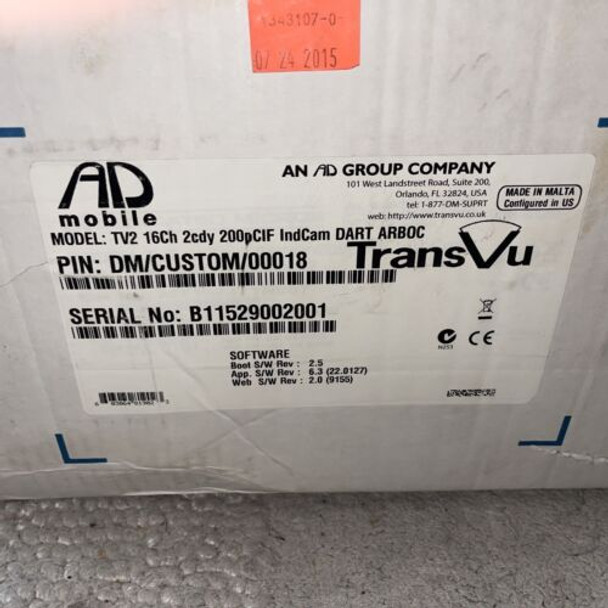 1343107-0-
07 24 2015
AD
mobile
AN AD GROUP COMPANY
101 West Landstreet Road, Suite 200,
Orlando, FL 32824, USA
tel: 1-877-DM-SUPRT
web: http://www.transvu.co.uk
MADE IN MALTA
Configured in US
MODEL: TV2 16Ch 2cdy 200pCIF IndCam DART ARBOC
PIN: DM/CUSTOM/00018
TransVu
SERIAL No: B11529002001
N253
CE
SOFTWARE
Boot S/W Rev : 2.5
App. S/W Rev : 6.3 (22.0127)
Web S/W Rev : 2.0 (9155)